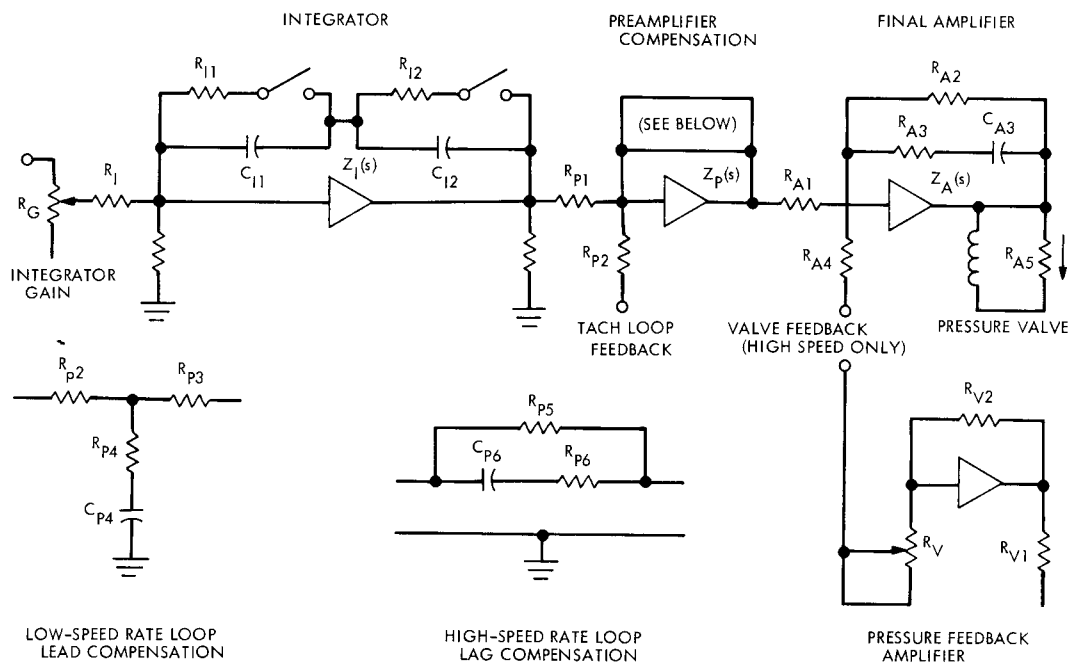 INTEGRATOR
PREAMPLIFIER
COMPENSATION
FINAL AMPLIFIER
R_I1
R_I2
R_A2
(SEE BELOW)
R_A3
C_A3
C_I1
Z_I(s)
C_I2
R_I
R_P1
Z_P(s)
R_A1
Z_A(s)
R_G
R_P2
R_A4
R_A5
INTEGRATOR
GAIN
TACH LOOP
FEEDBACK
VALVE FEEDBACK
(HIGH SPEED ONLY)
PRESSURE VALVE
R_p2
R_P3
R_P4
C_P4
R_P5
C_P6
R_P6
R_V2
R_V
R_V1
LOW-SPEED RATE LOOP
LEAD COMPENSATION
HIGH-SPEED RATE LOOP
LAG COMPENSATION
PRESSURE FEEDBACK
AMPLIFIER